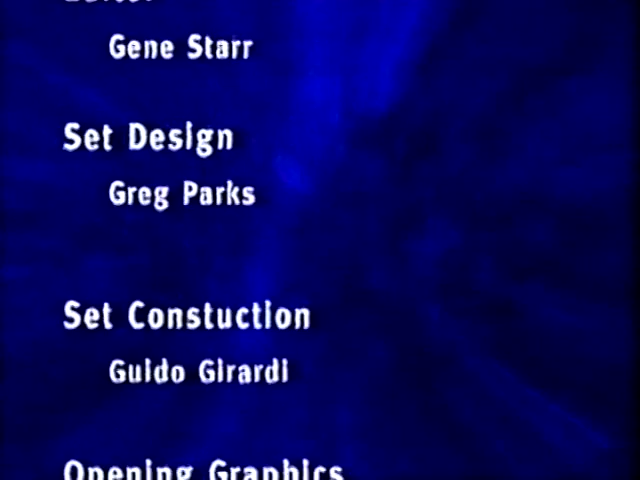 Gene Starr
Set Design
Greg Parks
Set Constuction
Guido Girardi
Opening Graphics